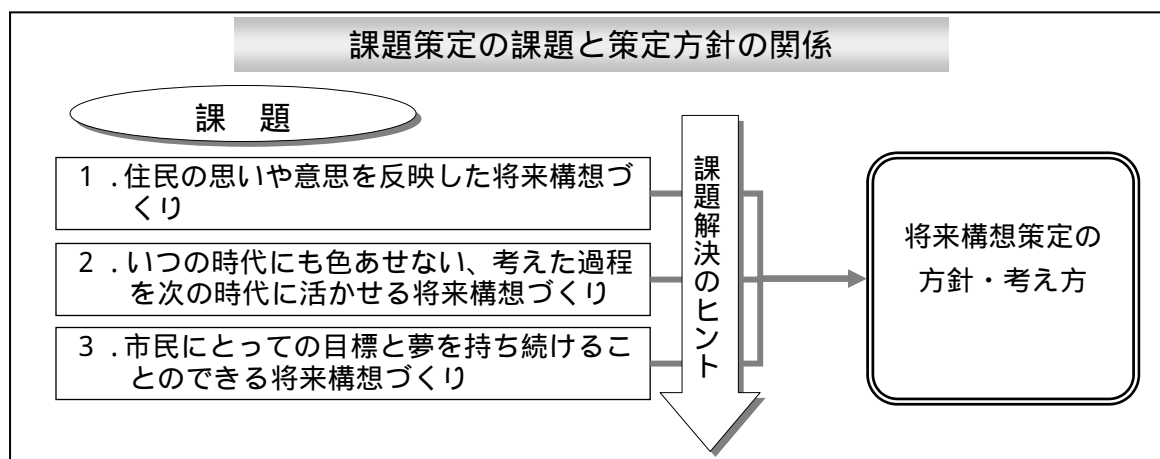 課題策定の課題と策定方針の関係
課　題
１．住民の思いや意思を反映した将来構想づ
くり
２．いつの時代にも色あせない、考えた過程
を次の時代に活かせる将来構想づくり
３．市民にとっての目標と夢を持ち続けるこ
とのできる将来構想づくり
課題解決のヒント
将来構想策定の
方針・考え方